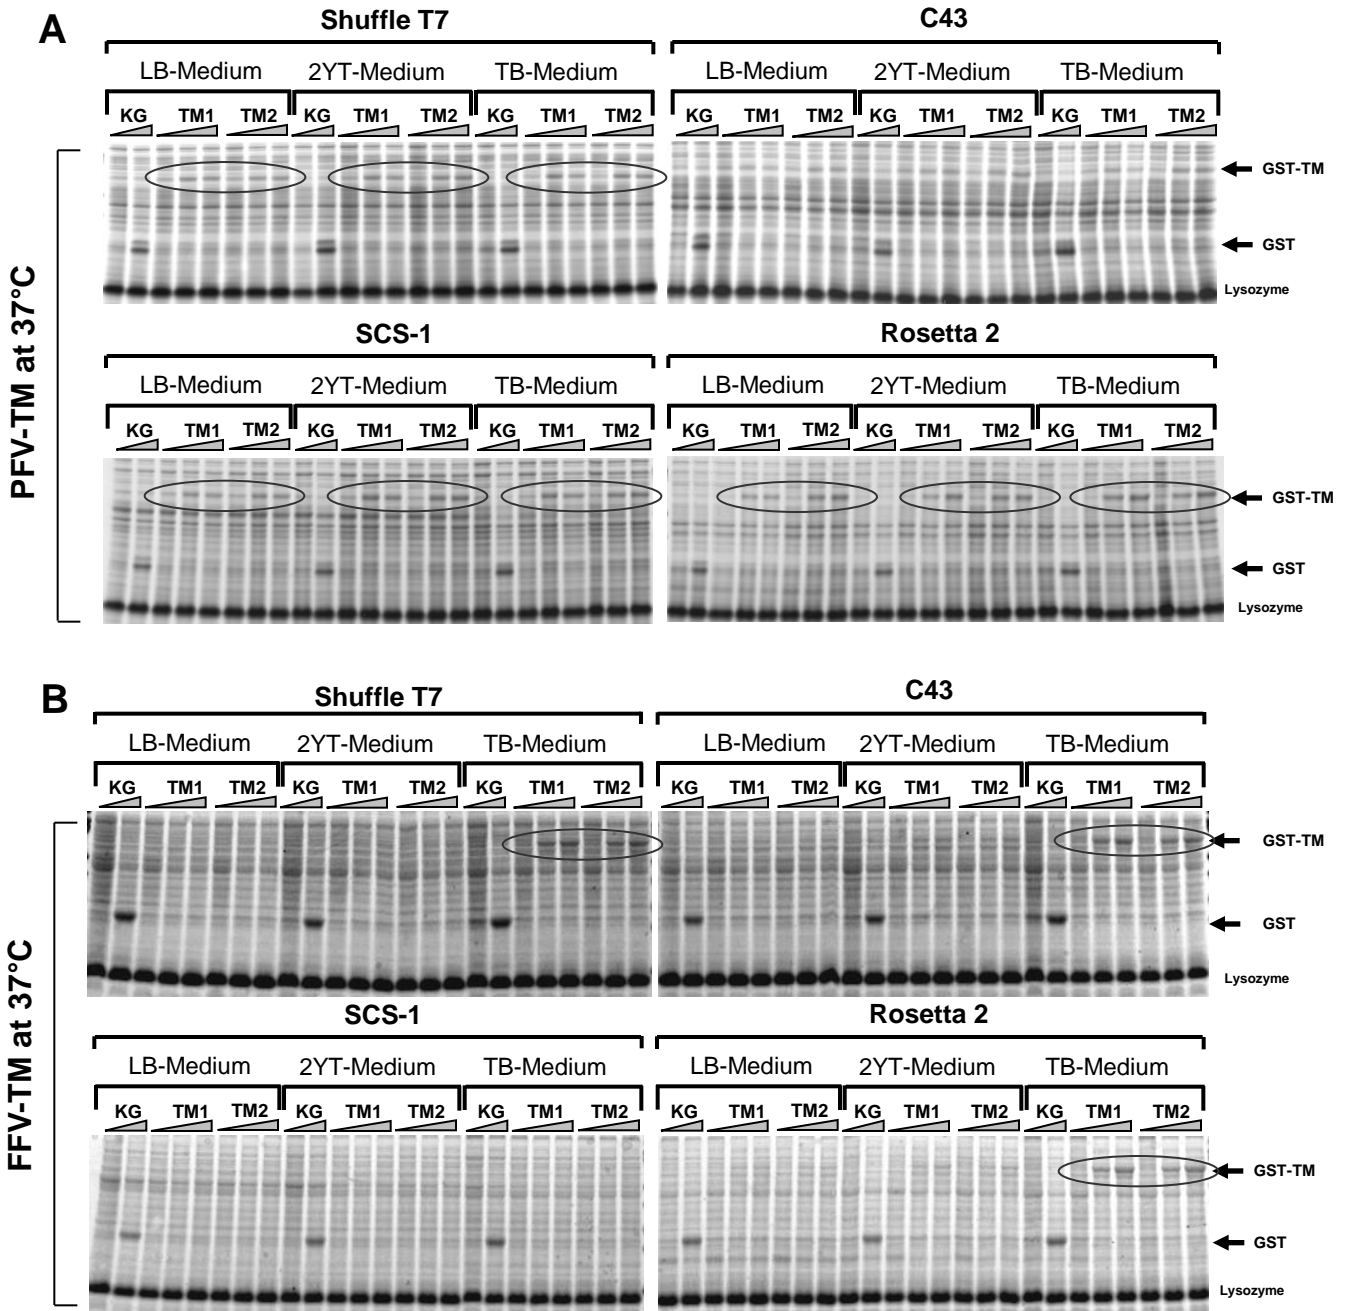 A
Shuffle T7
C43
LB-Medium 2YT-Medium TB-Medium
LB-Medium 2YT-Medium TB-Medium
KG TM1 TM2 KG TM1 TM2 KG TM1 TM2
KG TM1 TM2 KG TM1 TM2 KG TM1 TM2
GST-TM
GST
Lysozyme
PFV-TM at 37°C
SCS-1
Rosetta 2
LB-Medium 2YT-Medium TB-Medium
LB-Medium 2YT-Medium TB-Medium
KG TM1 TM2 KG TM1 TM2 KG TM1 TM2
KG TM1 TM2 KG TM1 TM2 KG TM1 TM2
GST-TM
GST
Lysozyme
B
Shuffle T7
C43
LB-Medium 2YT-Medium TB-Medium
LB-Medium 2YT-Medium TB-Medium
KG TM1 TM2 KG TM1 TM2 KG TM1 TM2
KG TM1 TM2 KG TM1 TM2 KG TM1 TM2
GST-TM
GST
Lysozyme
FFV-TM at 37°C
SCS-1
Rosetta 2
LB-Medium 2YT-Medium TB-Medium
LB-Medium 2YT-Medium TB-Medium
KG TM1 TM2 KG TM1 TM2 KG TM1 TM2
KG TM1 TM2 KG TM1 TM2 KG TM1 TM2
GST-TM
GST
Lysozyme